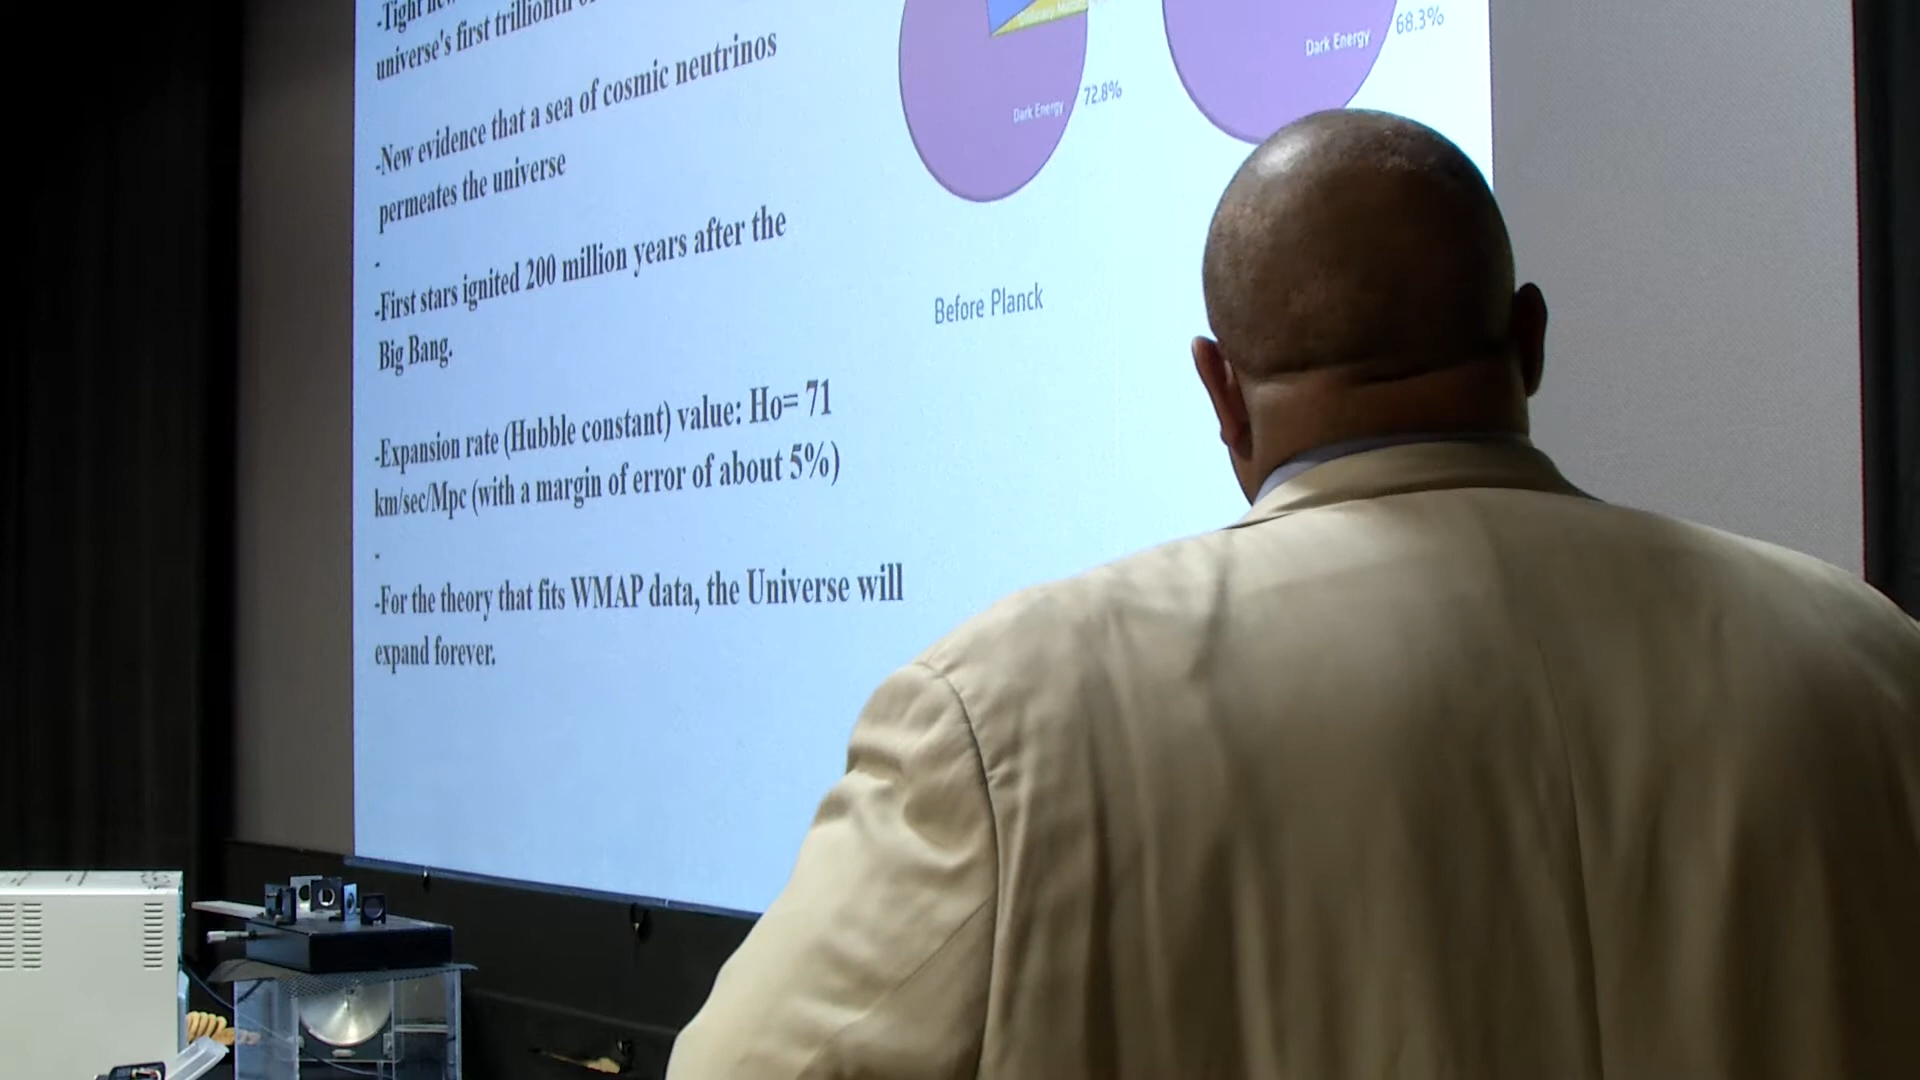 -Tight
universe's first trillionth
-New evidence that a sea of cosmic neutrinos
permeates the universe
-
-First stars ignited 200 million years after the
Big Bang.
-Expansion rate (Hubble constant) value: Ho= 71
km/sec/Mpc (with a margin of error of about 5%)
-
-For the theory that fits WMAP data, the Universe will
expand forever.
Dark Energy
72.8%
Before Planck
Dark Energy
68.3%